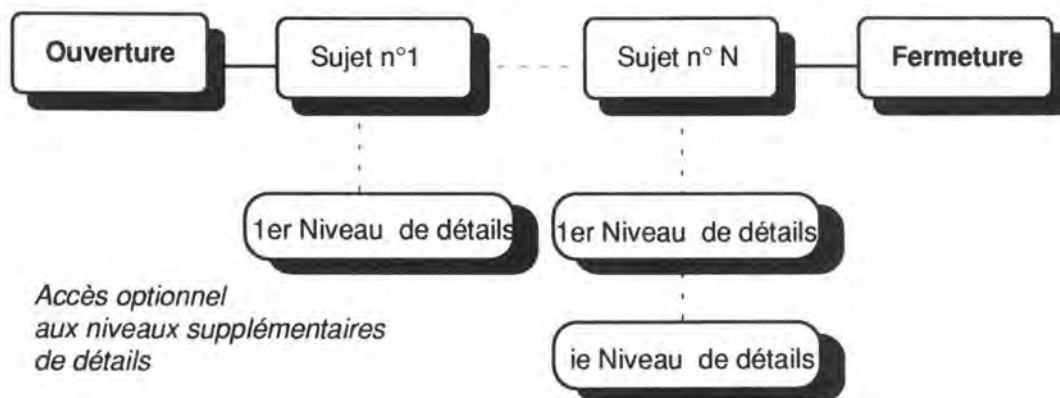 Ouverture
Sujet n°1
Sujet n° N
Fermeture
1er Niveau de détails
1er Niveau de détails
Accès optionnel
aux niveaux supplémentaires
de détails
ie Niveau de détails